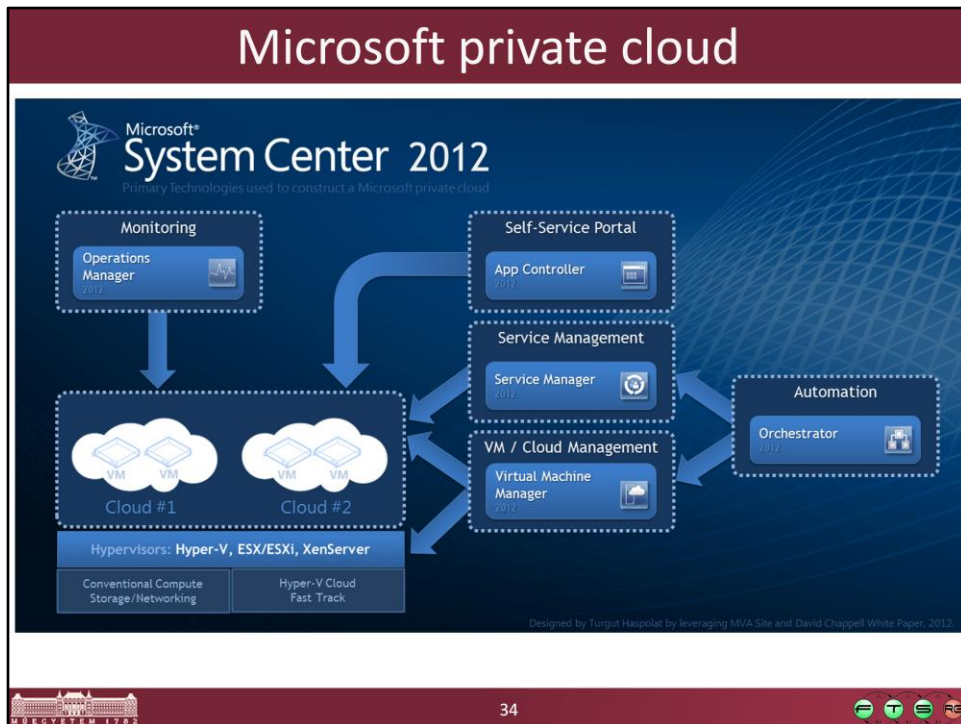 Microsoft private cloud
Microsoft®
System Center 2012
Primary Technologies used to construct a Microsoft private cloud
Monitoring
Operations
Manager
2012
Self-Service Portal
App Controller
2012
Service Management
Service Manager
2012
VM / Cloud Management
Virtual Machine
Manager
2012
Automation
Orchestrator
2012
VM VM
Cloud #1
VM VM
Cloud #2
Hypervisors: Hyper-V, ESX/ESXi, XenServer
Conventional Compute
Storage/Networking
Hyper-V Cloud
Fast Track
Designed by Turgut Haspolat by leveraging MVA Site and David Chappell White Paper, 2012.
MŰEGYETEM 1782
34
F T S RG